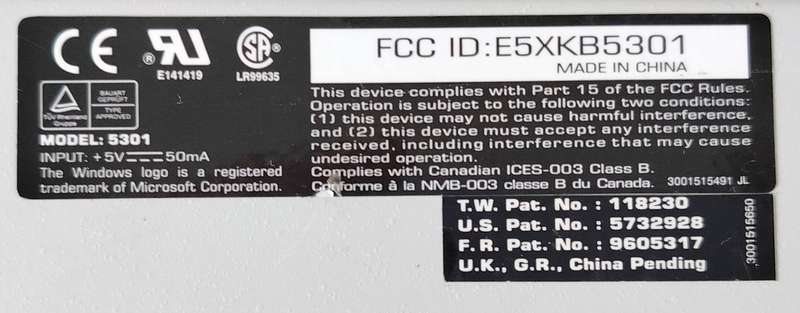 CE
RU
E141419
SA
LR99635
FCC ID:E5XKB5301
MADE IN CHINA
TÜV Rheinland
Gruppe
BAUART
GEPRÜFT
TYPE
APPROVED
MODEL: 5301
INPUT: +5V⎓50mA
The Windows logo is a registered
trademark of Microsoft Corporation.
This device complies with Part 15 of the FCC Rules.
Operation is subject to the following two conditions:
(1) this device may not cause harmful interference,
and (2) this device must accept any interference
received, including interference that may cause
undesired operation.
Complies with Canadian ICES-003 Class B.
Conforme à la NMB-003 classe B du Canada.
3001515491 JL
T.W. Pat. No. : 118230
U.S. Pat. No. : 5732928
F.R. Pat. No. : 9605317
U.K., G.R., China Pending
3001515650